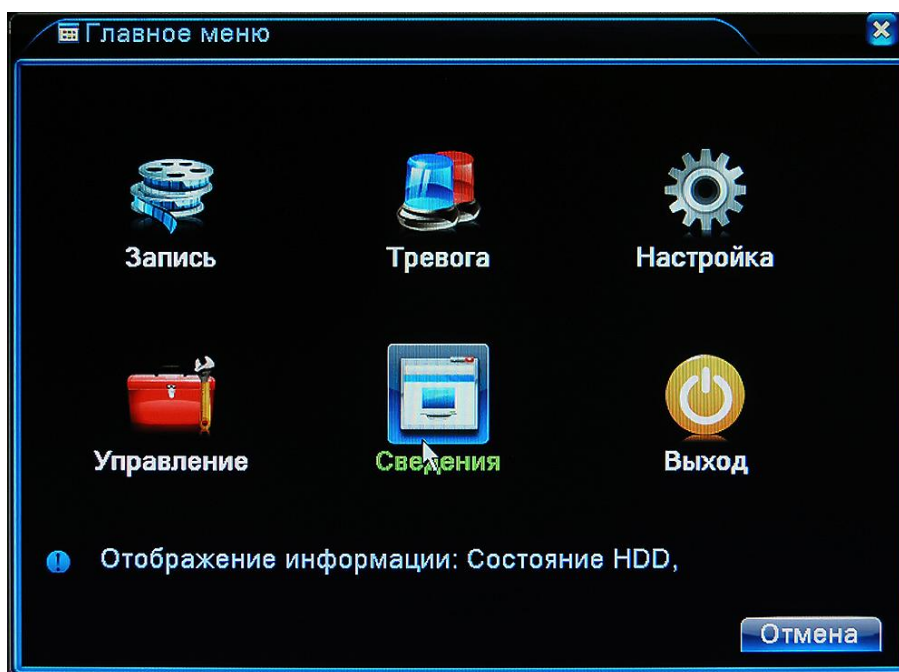 Главное меню
Запись
Тревога
Настройка
Управление
Сведения
Выход
Отображение информации: Состояние HDD,
Отмена